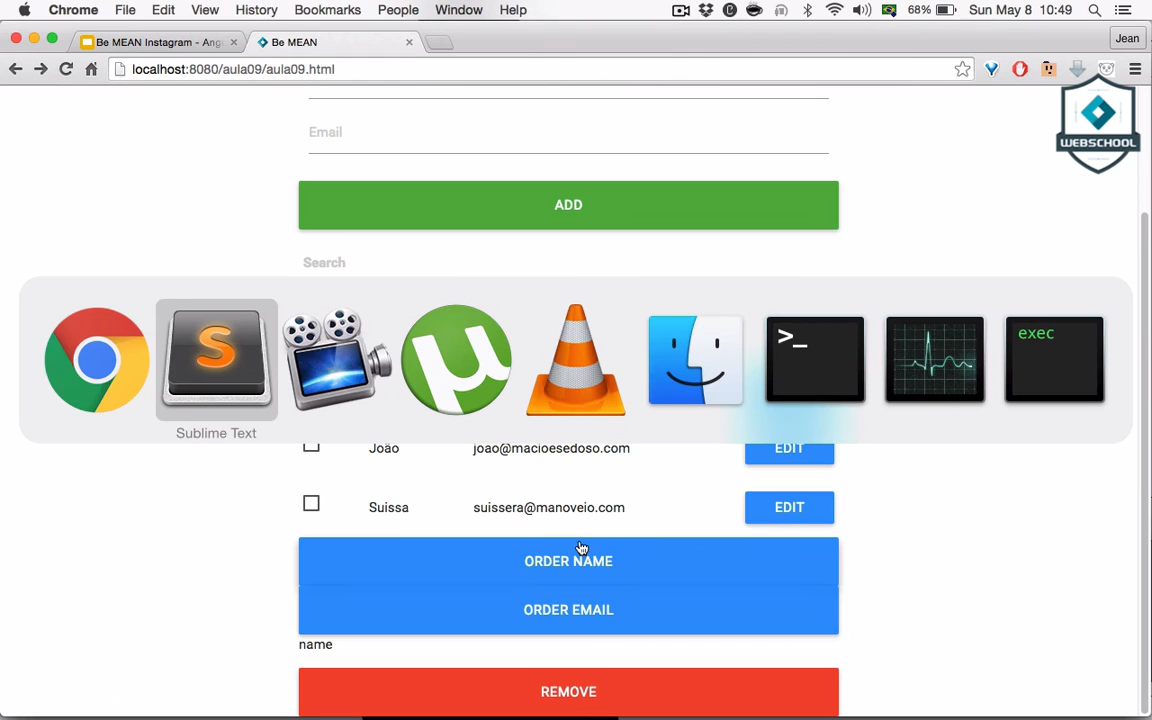 Chrome File Edit View History Bookmarks People Window Help 68% Sun May 8 10:49
Be MEAN Instagram - Ang Be MEAN Jean
localhost:8080/aula09/aula09.html
WEBSCHOOL
Email
ADD
Search
exec
Sublime Text
João joao@macioesedoso.com EDIT
Suissa suissera@manoveio.com EDIT
ORDER NAME
ORDER EMAIL
name
REMOVE